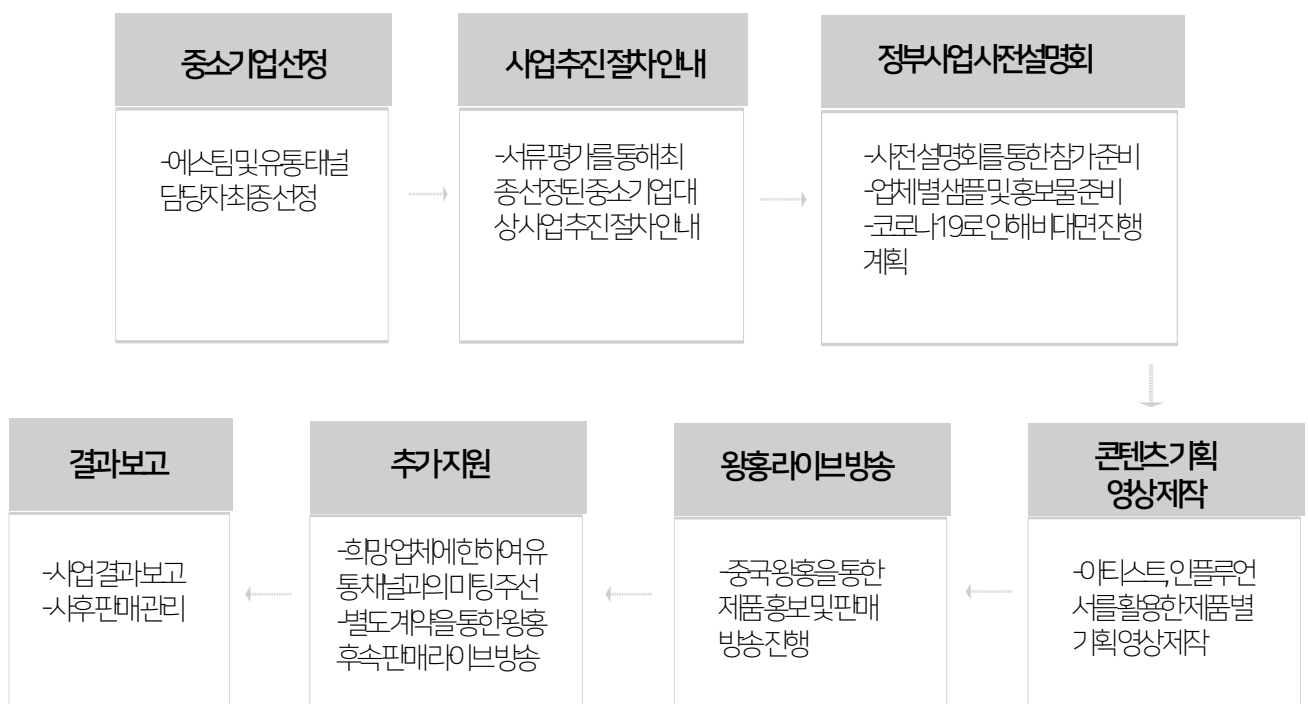 중소기업선정
-에스팀 및 유통태널
담당자 최종 선정
사업 추진 절차 안내
-서류 평가를 통해 최
종 선정된 중소기업 대
상 사업 추진 절차 안내
정부사업 사전설명회
-사전 설명회를 통한 참가 준비
-업체별 샘플 및 홍보물 준비
-코로나19로 인해 비대면 진행
계획
콘텐츠 기획
영상 제작
-아티스트, 인플루언
서를 활용한 제품 별
기획 영상 제작
왕홍 라이브 방송
-중국 왕홍을 통한
제품 홍보 및 판매
방송 진행
추가 지원
-희망 업체에 한하여 유
통채널과의 미팅 주선
-별도 계약을 통한 왕홍
후속 판매 라이브 방송
결과 보고
-사업 결과 보고
-사후 판매 관리